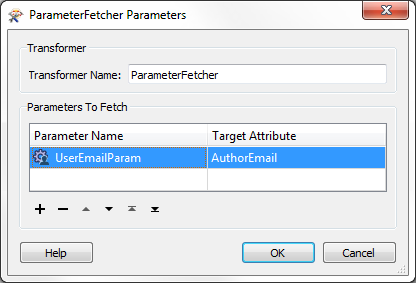 ParameterFetcher Parameters
Transformer
Transformer Name: ParameterFetcher
Parameters To Fetch
Parameter Name Target Attribute
UserEmailParam AuthorEmail
Help OK Cancel